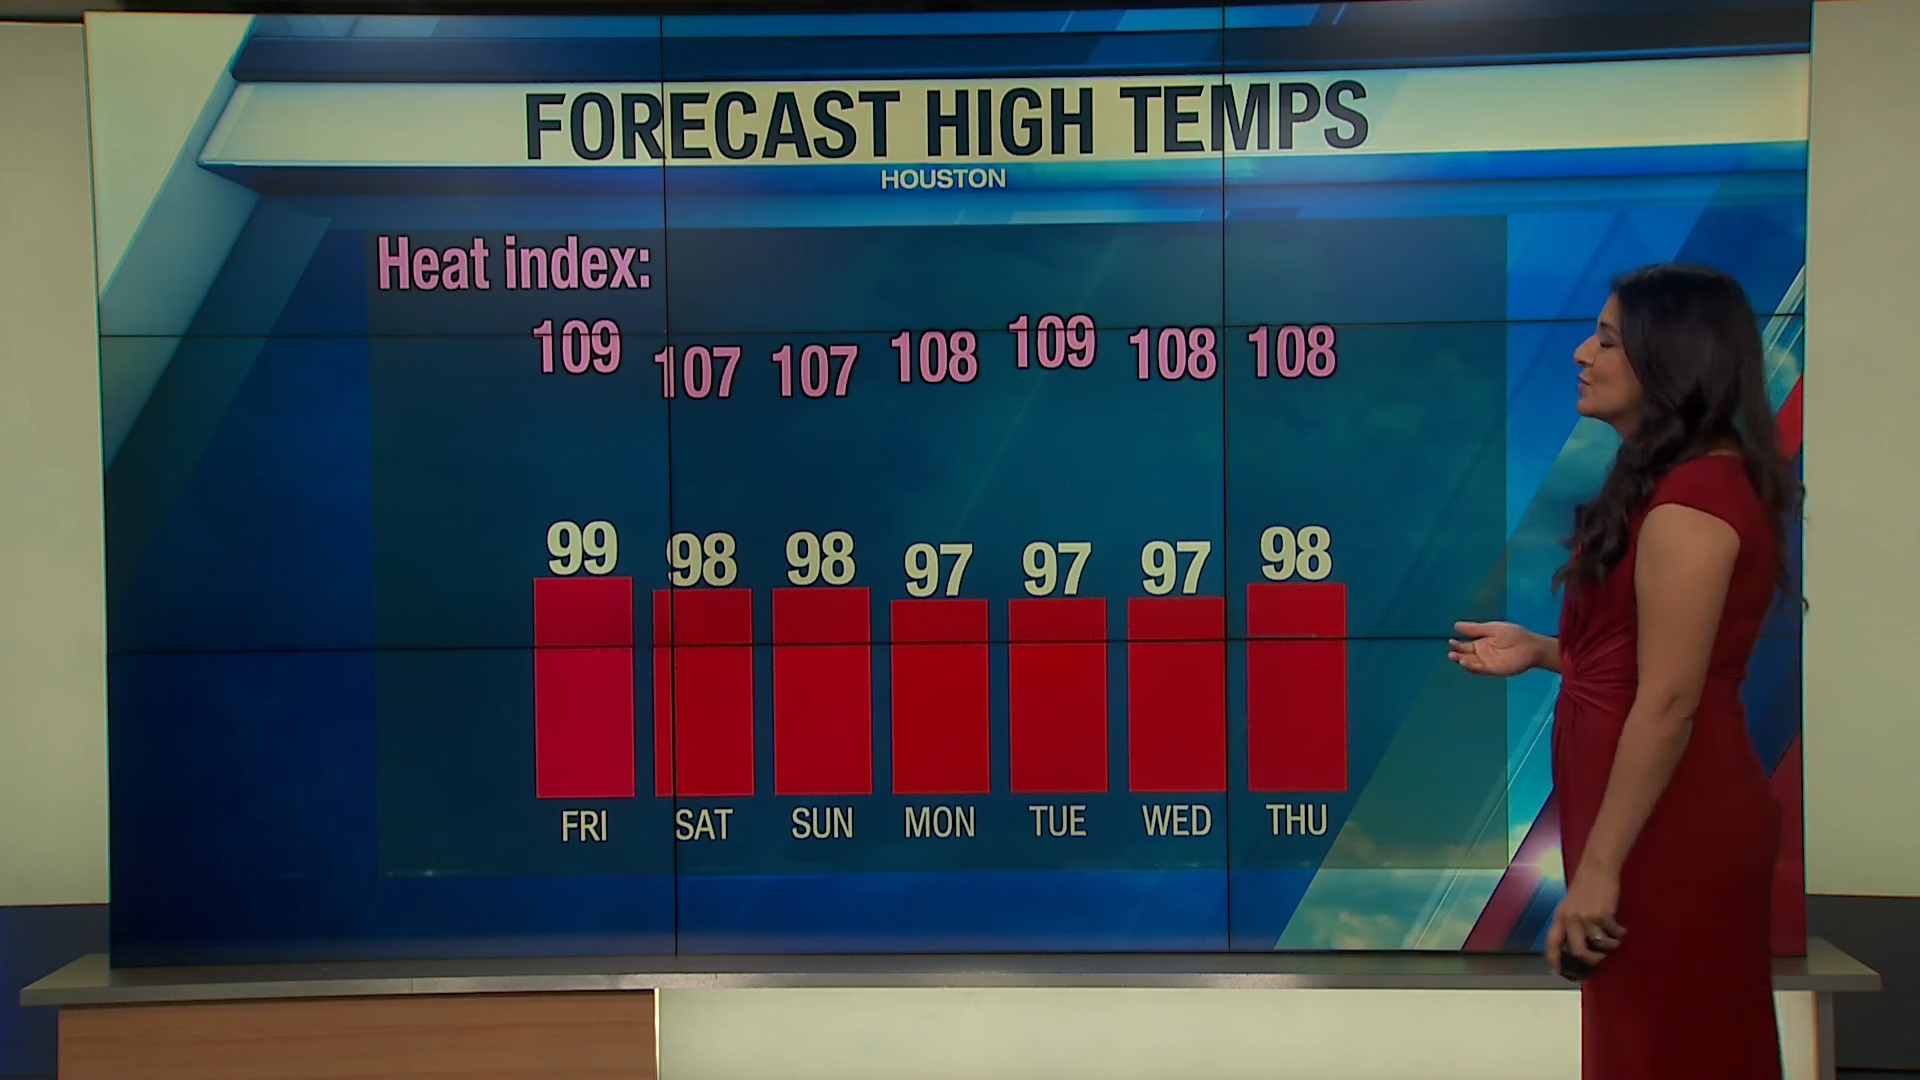 FORECAST HIGH TEMPS
HOUSTON
Heat index:
109 107 107 108 109 108 108
99 98 98 97 97 97 98
FRI SAT SUN MON TUE WED THU